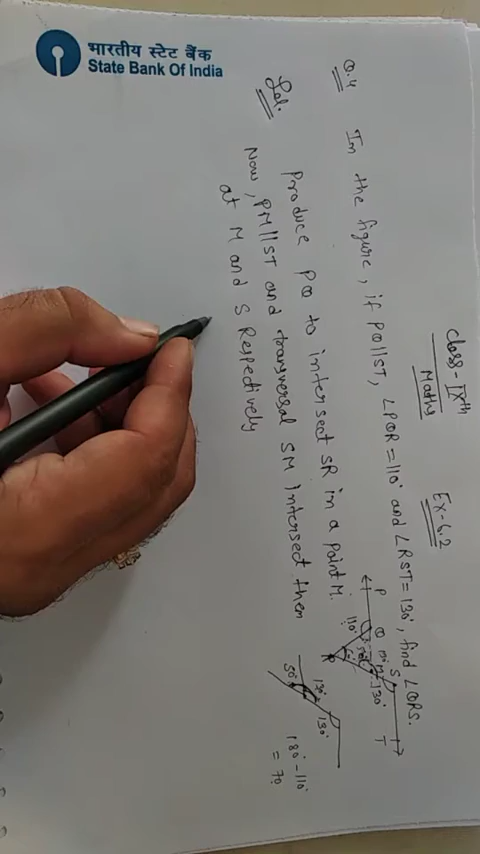 भारतीय स्टेट बैंक
State Bank Of India
Class-IXth
Maths
Ex-6.2
Q.4 In the figure, if PQ||ST, ∠PQR=110° and ∠RST=130°, find ∠QRS.
Sol. Produce PQ to intersect SR in a point M.
Now, PM||ST and transversal SM Intersect them
at M and S Respectively
P Q M S T
110° 130°
R
130° 130°
50°
180°-110°
= 70